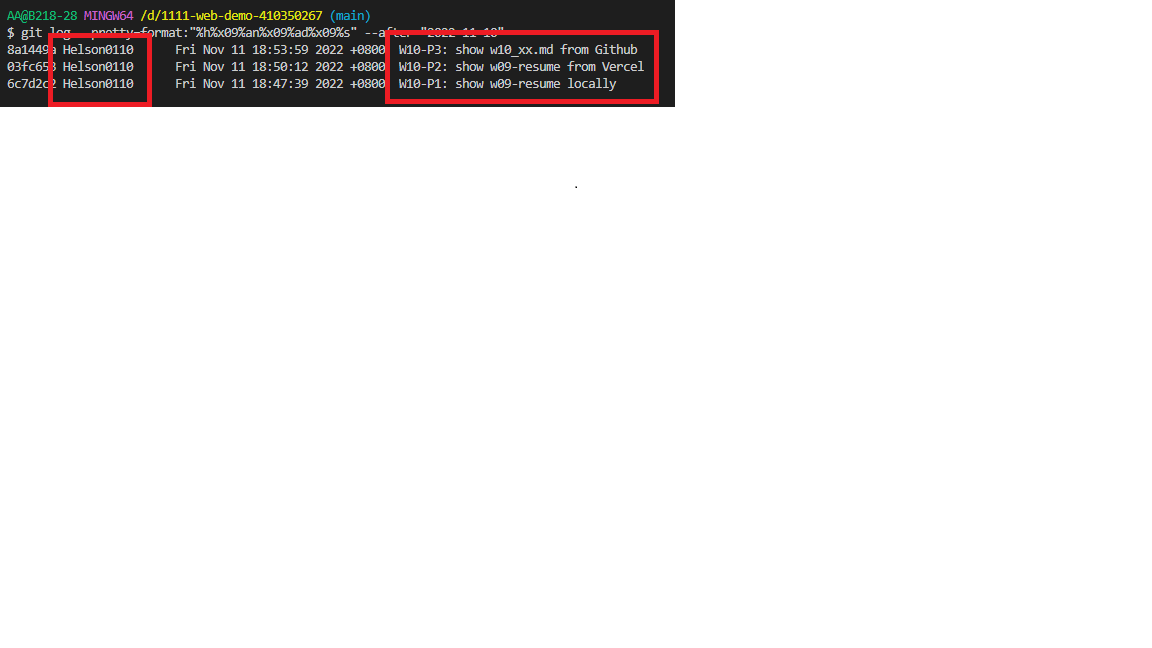 AA@B218-28 MINGW64 /d/1111-web-demo-410350267 (main)
$ git log --pretty=format:"%h%x09%an%x09%ad%x09%s" --after "2022-11-10"
8a1449a Helson0110 Fri Nov 11 18:53:59 2022 +0800 W10-P3: show w10_xx.md from Github
03fc653 Helson0110 Fri Nov 11 18:50:12 2022 +0800 W10-P2: show w09-resume from Vercel
6c7d2c2 Helson0110 Fri Nov 11 18:47:39 2022 +0800 W10-P1: show w09-resume locally